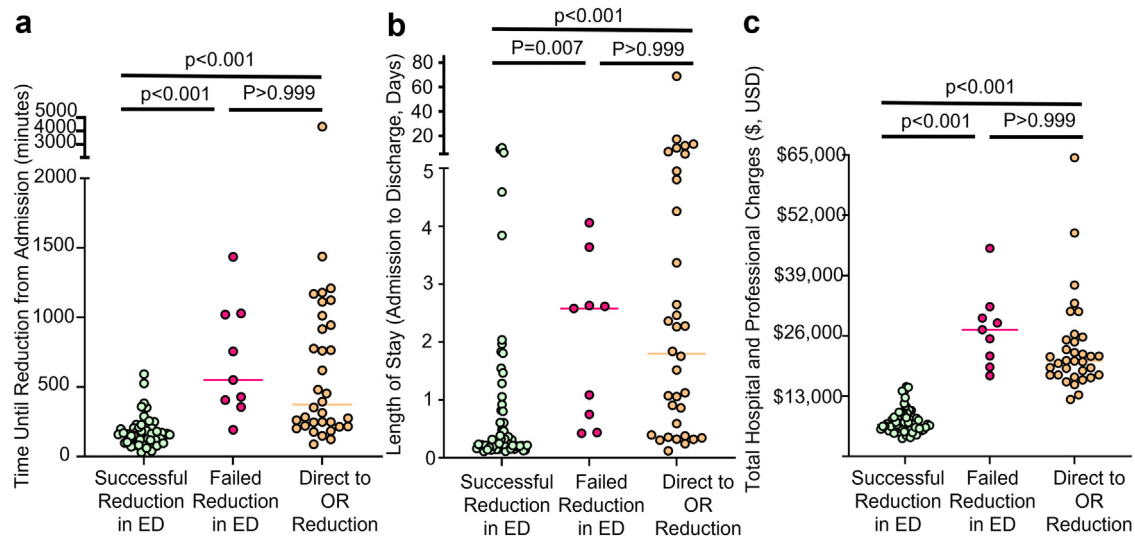 a
p<0.001
p<0.001 P>0.999
Time Until Reduction from Admission (minutes)
5000
4000
3000
2000
1500
1000
500
0
Successful
Reduction
in ED
Failed
Reduction
in ED
Direct to
OR
Reduction
b
p<0.001
P=0.007 P>0.999
Length of Stay (Admission to Discharge, Days)
80
60
40
20
5
4
3
2
1
0
Successful
Reduction
in ED
Failed
Reduction
in ED
Direct to
OR
Reduction
c
p<0.001
p<0.001 P>0.999
Total Hospital and Professional Charges ($, USD)
$65,000
$52,000
$39,000
$26,000
$13,000
Successful
Reduction
in ED
Failed
Reduction
in ED
Direct to
OR
Reduction